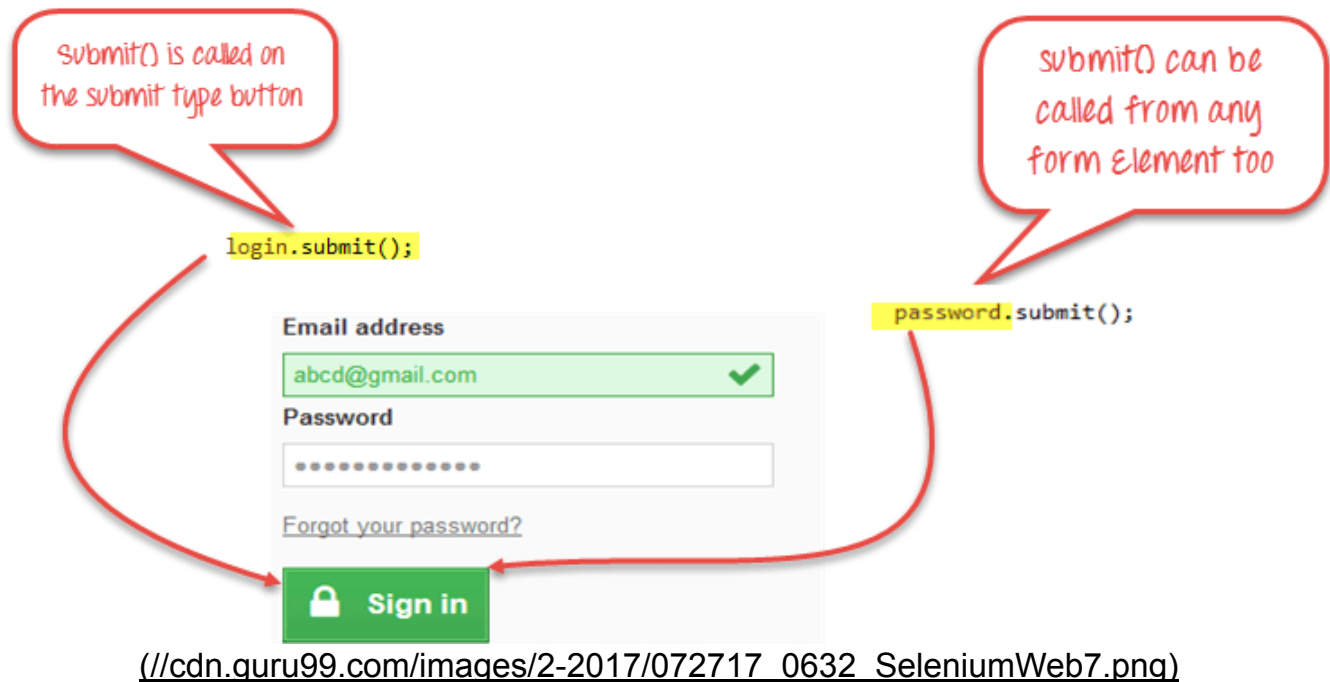 Submit() is called on
the submit type button
submit() can be
called from any
form Element too
login.submit();
password.submit();
Email address
abcd@gmail.com
Password
•••••••••••••
Forgot your password?
Sign in
(//cdn.guru99.com/images/2-2017/072717_0632_SeleniumWeb7.png)